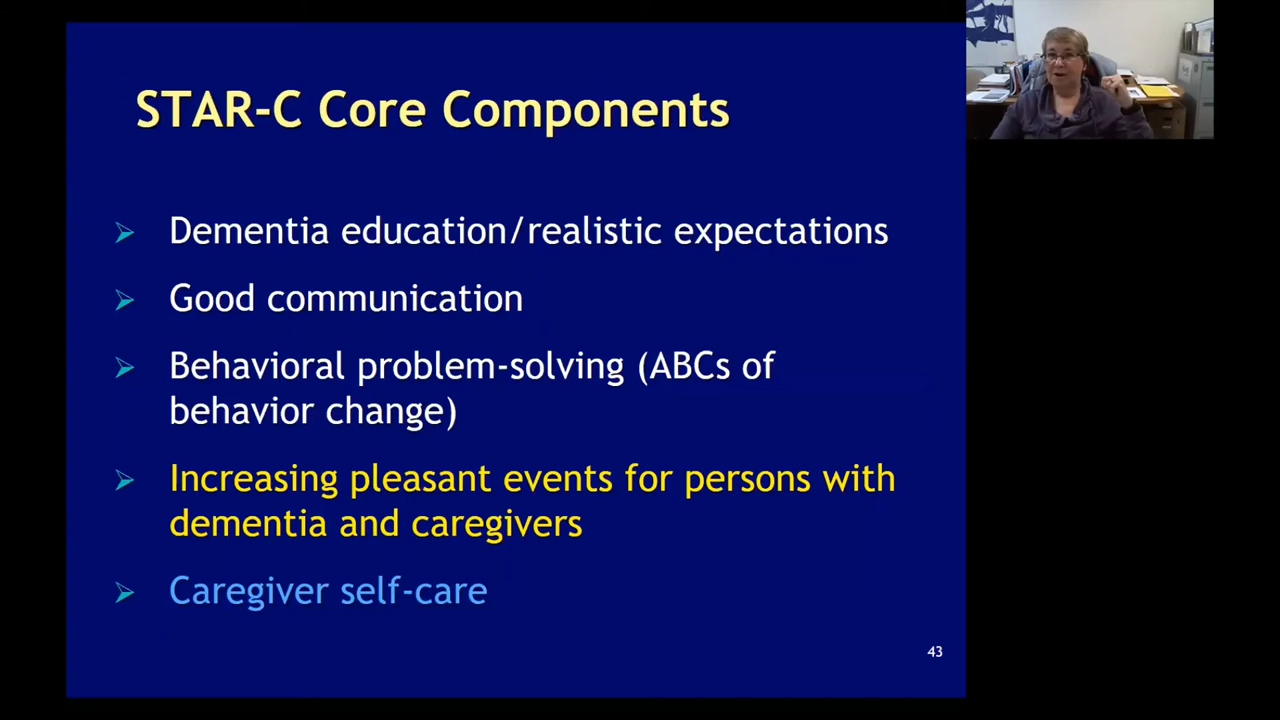 STAR-C Core Components
Dementia education/realistic expectations
Good communication
Behavioral problem-solving (ABCs of
behavior change)
Increasing pleasant events for persons with
dementia and caregivers
Caregiver self-care
43